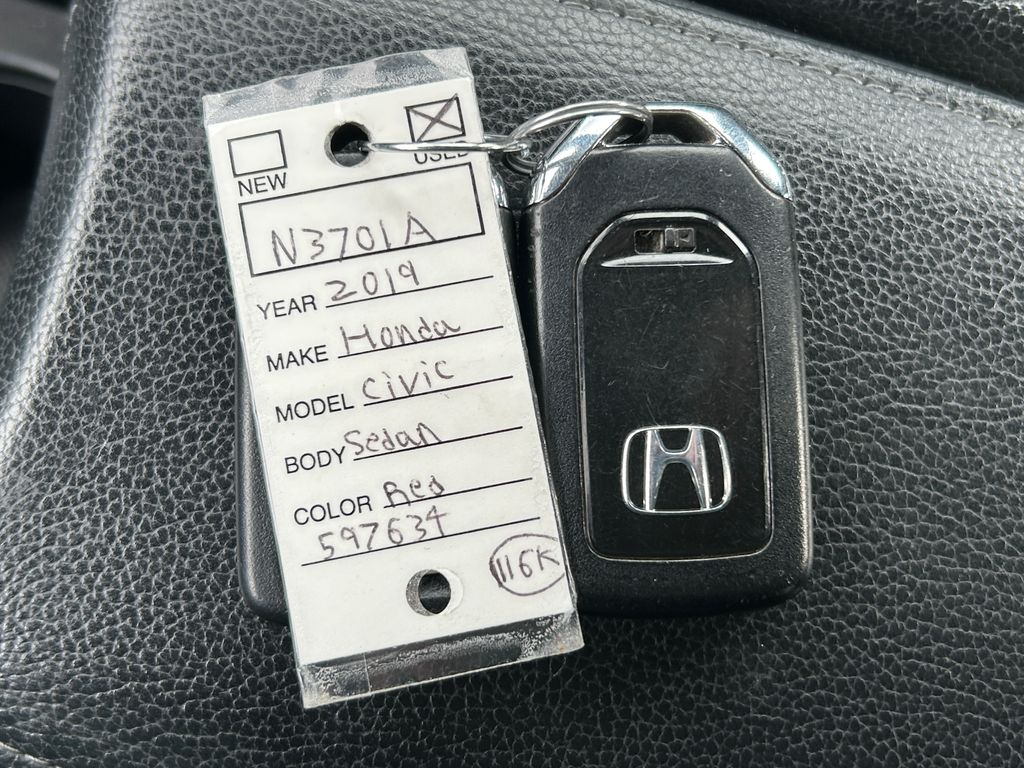 NEW
USED
N3701A
YEAR 2019
MAKE Honda
MODEL Civic
BODY Sedan
COLOR Red
597634
116K